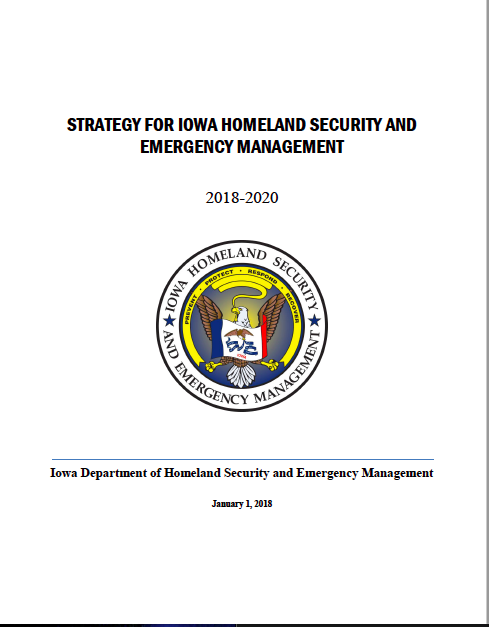 STRATEGY FOR IOWA HOMELAND SECURITY AND
EMERGENCY MANAGEMENT
2018-2020
IOWA HOMELAND SECURITY
PREVENT • PROTECT • RESPOND • RECOVER
IOWA
AND EMERGENCY MANAGEMENT
Iowa Department of Homeland Security and Emergency Management
January 1, 2018